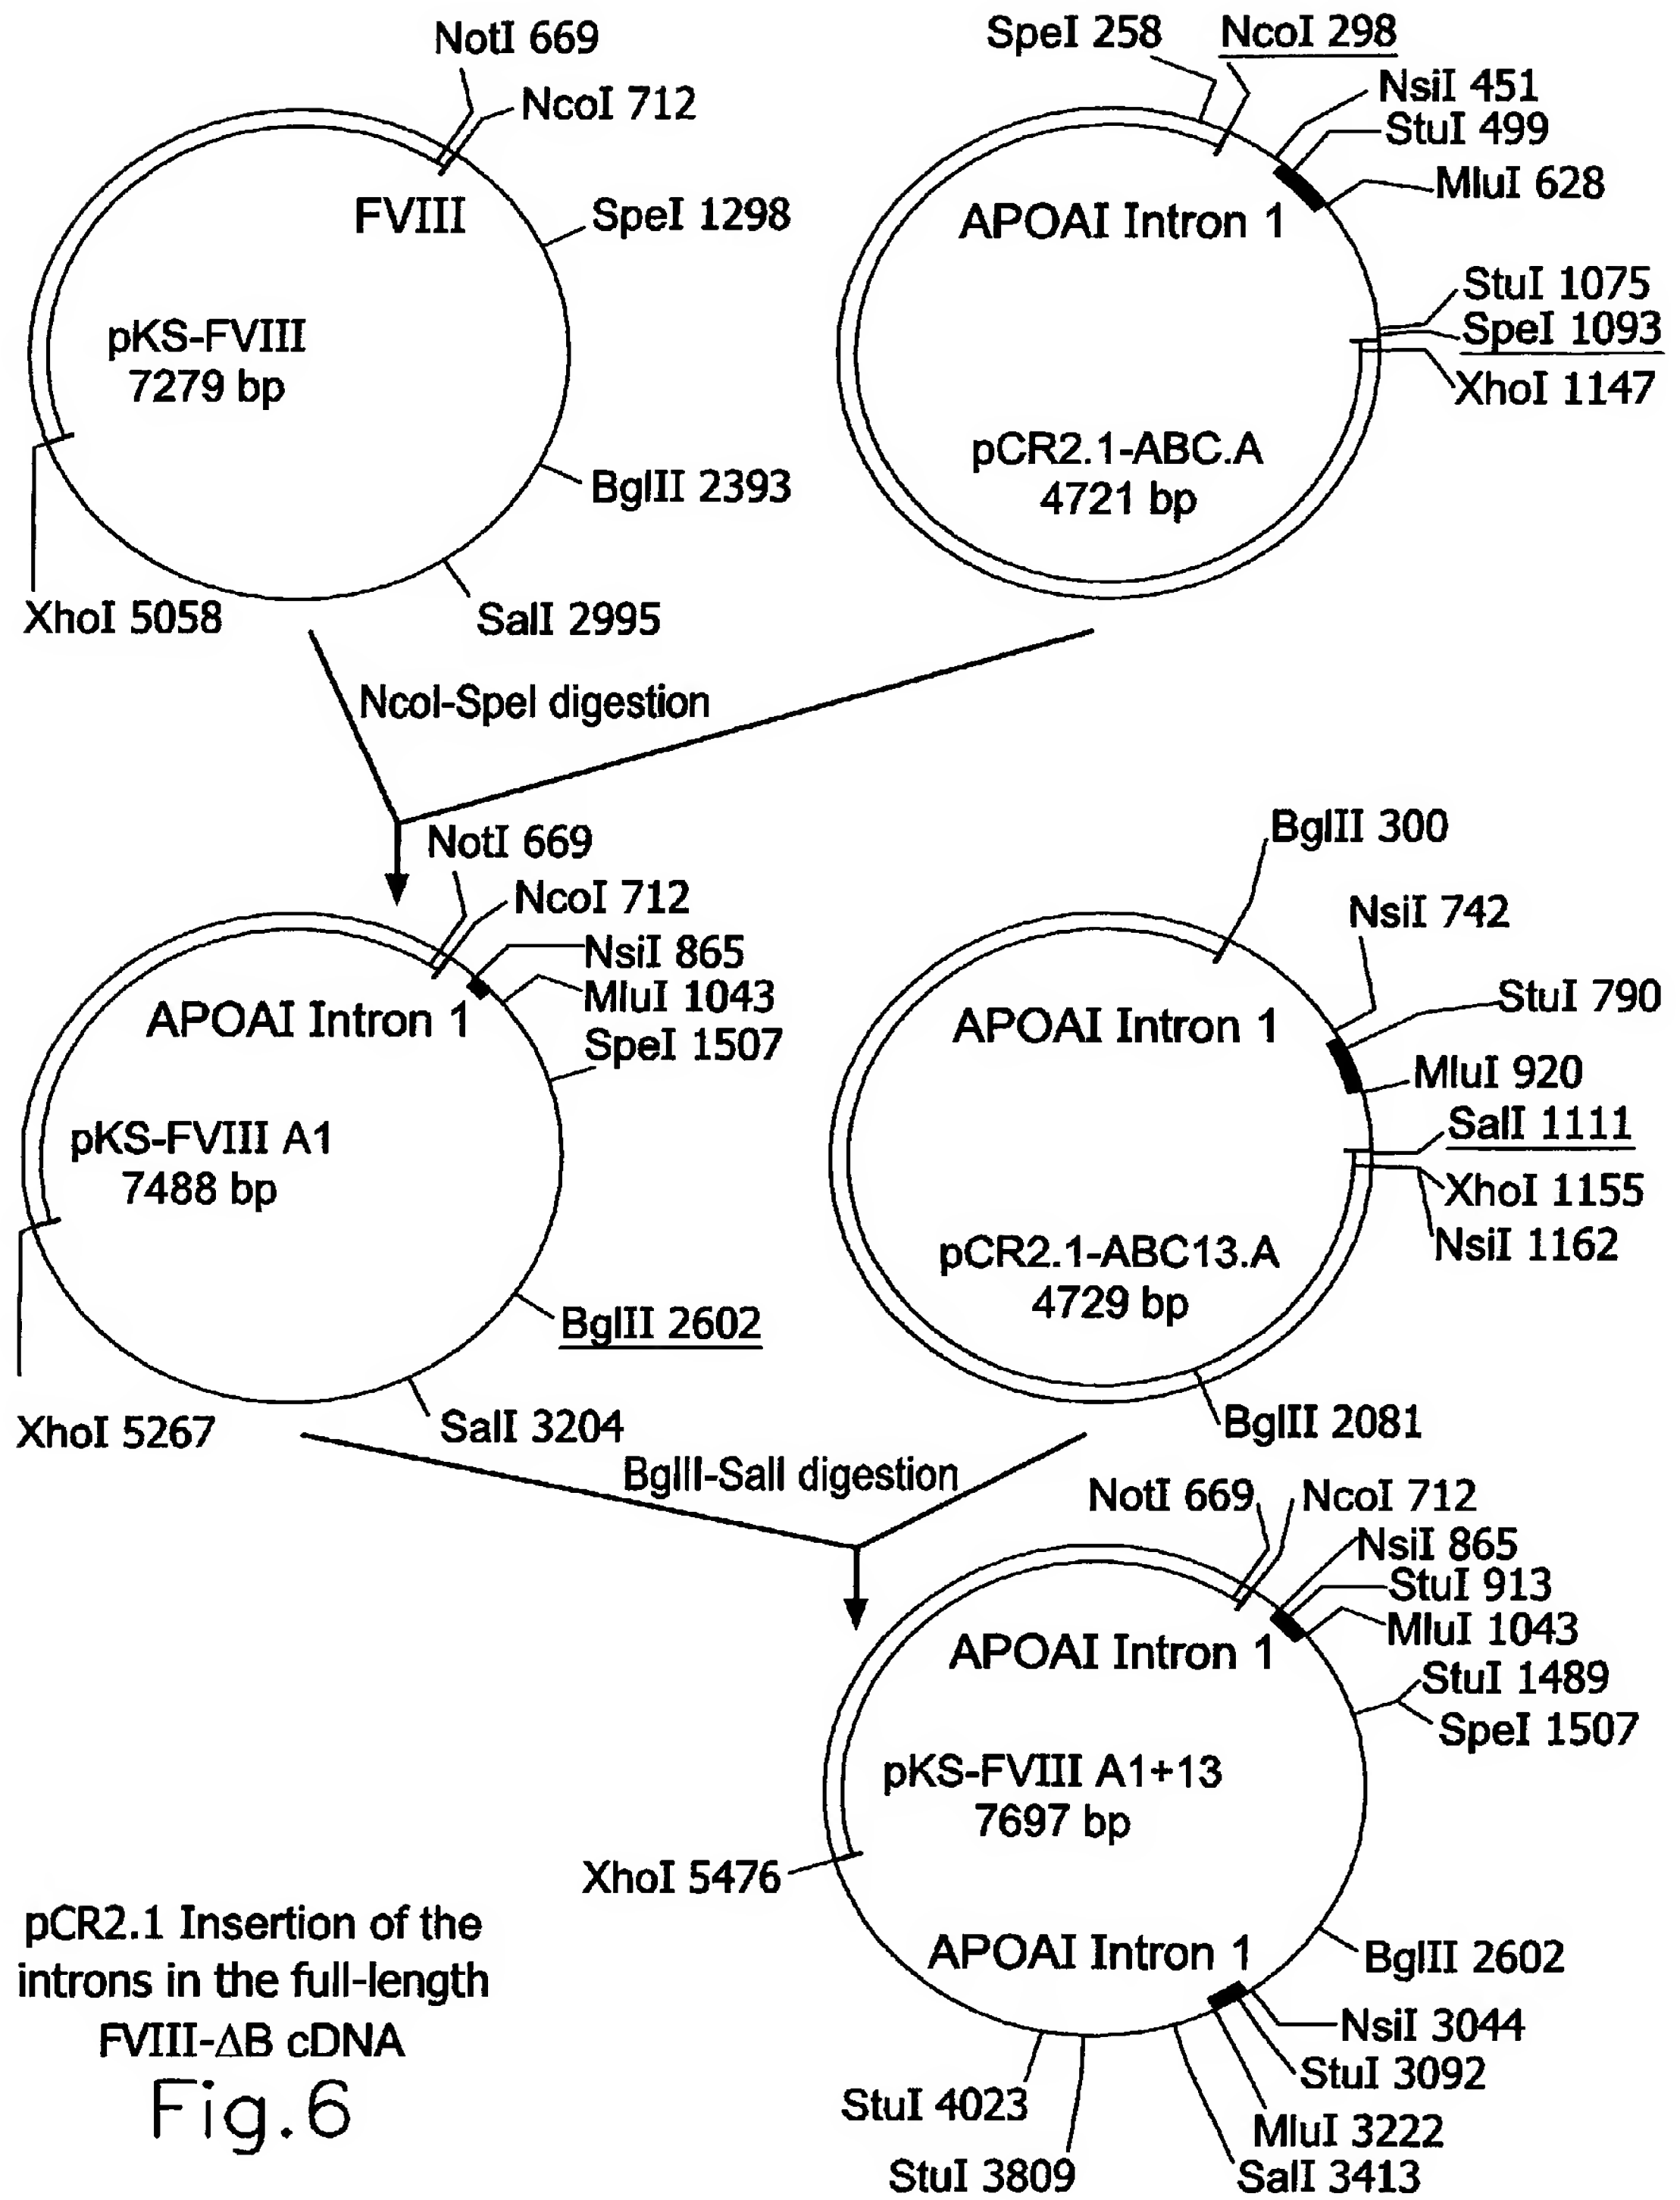 NotI 669
NcoI 712
FVIII
SpeI 1298
pKS-FVIII
7279 bp
BglII 2393
XhoI 5058
SalI 2995
SpeI 258
NcoI 298
NsiI 451
StuI 499
MluI 628
APOAI Intron 1
StuI 1075
SpeI 1093
XhoI 1147
pCR2.1-ABC.A
4721 bp
NcoI-SpeI digestion
NotI 669
NcoI 712
NsiI 865
MluI 1043
APOAI Intron 1
SpeI 1507
pKS-FVIII A1
7488 bp
BglII 2602
XhoI 5267
SalI 3204
BglII 300
NsiI 742
StuI 790
APOAI Intron 1
MluI 920
SalI 1111
XhoI 1155
NsiI 1162
pCR2.1-ABC13.A
4729 bp
BglII 2081
BglII-SalI digestion
NotI 669
NcoI 712
NsiI 865
StuI 913
MluI 1043
APOAI Intron 1
StuI 1489
SpeI 1507
pKS-FVIII A1+13
7697 bp
XhoI 5476
APOAI Intron 1
BglII 2602
NsiI 3044
StuI 3092
MluI 3222
SalI 3413
StuI 4023
StuI 3809
pCR2.1 Insertion of the
introns in the full-length
FVIII-ΔB cDNA
Fig.6